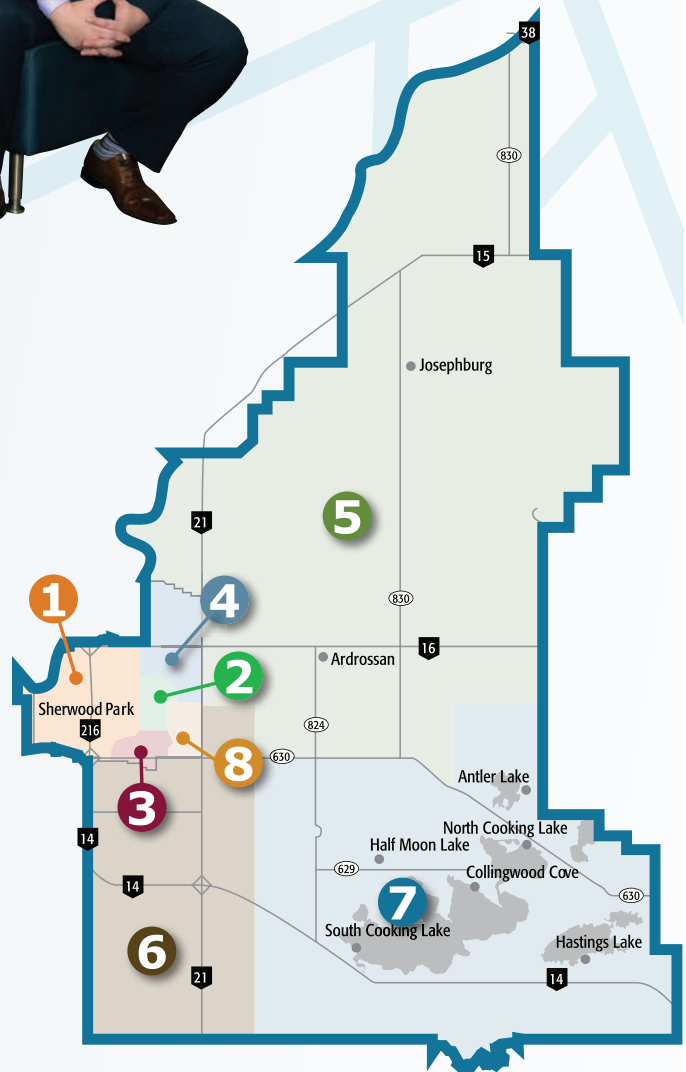 38
830
15
Josephburg
5
21
1
4
830
16
Ardrossan
2
Sherwood Park
216
824
8
630
3
Antler Lake
North Cooking Lake
14
Half Moon Lake
629
Collingwood Cove
14
630
7
South Cooking Lake
6
Hastings Lake
21
14